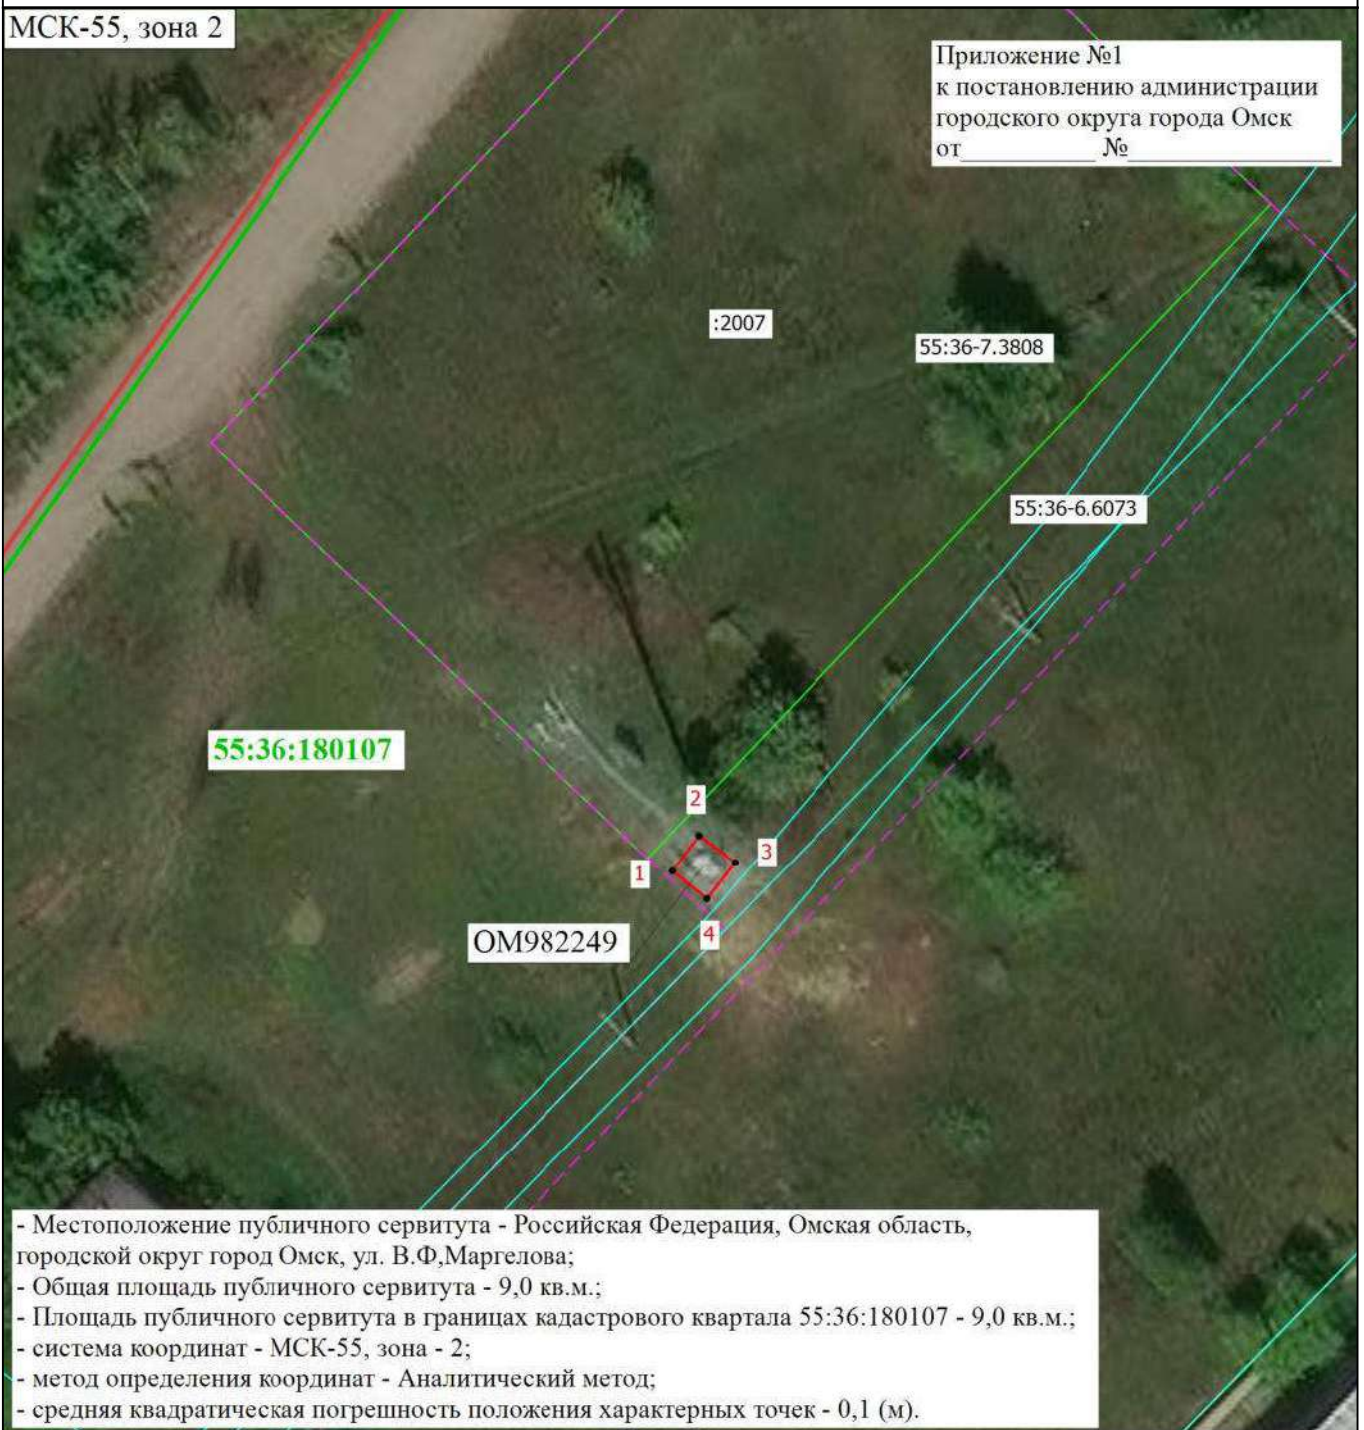 МСК-55, зона 2
Приложение №1
к постановлению администрации
городского округа города Омск
от__________ №________________
:2007
55:36-7.3808
55:36-6.6073
55:36:180107
2
3
1
4
ОМ982249
- Местоположение публичного сервитута - Российская Федерация, Омская область,
городской округ город Омск, ул. В.Ф,Маргелова;
- Общая площадь публичного сервитута - 9,0 кв.м.;
- Площадь публичного сервитута в границах кадастрового квартала 55:36:180107 - 9,0 кв.м.;
- система координат - МСК-55, зона - 2;
- метод определения координат - Аналитический метод;
- средняя квадратическая погрешность положения характерных точек - 0,1 (м).